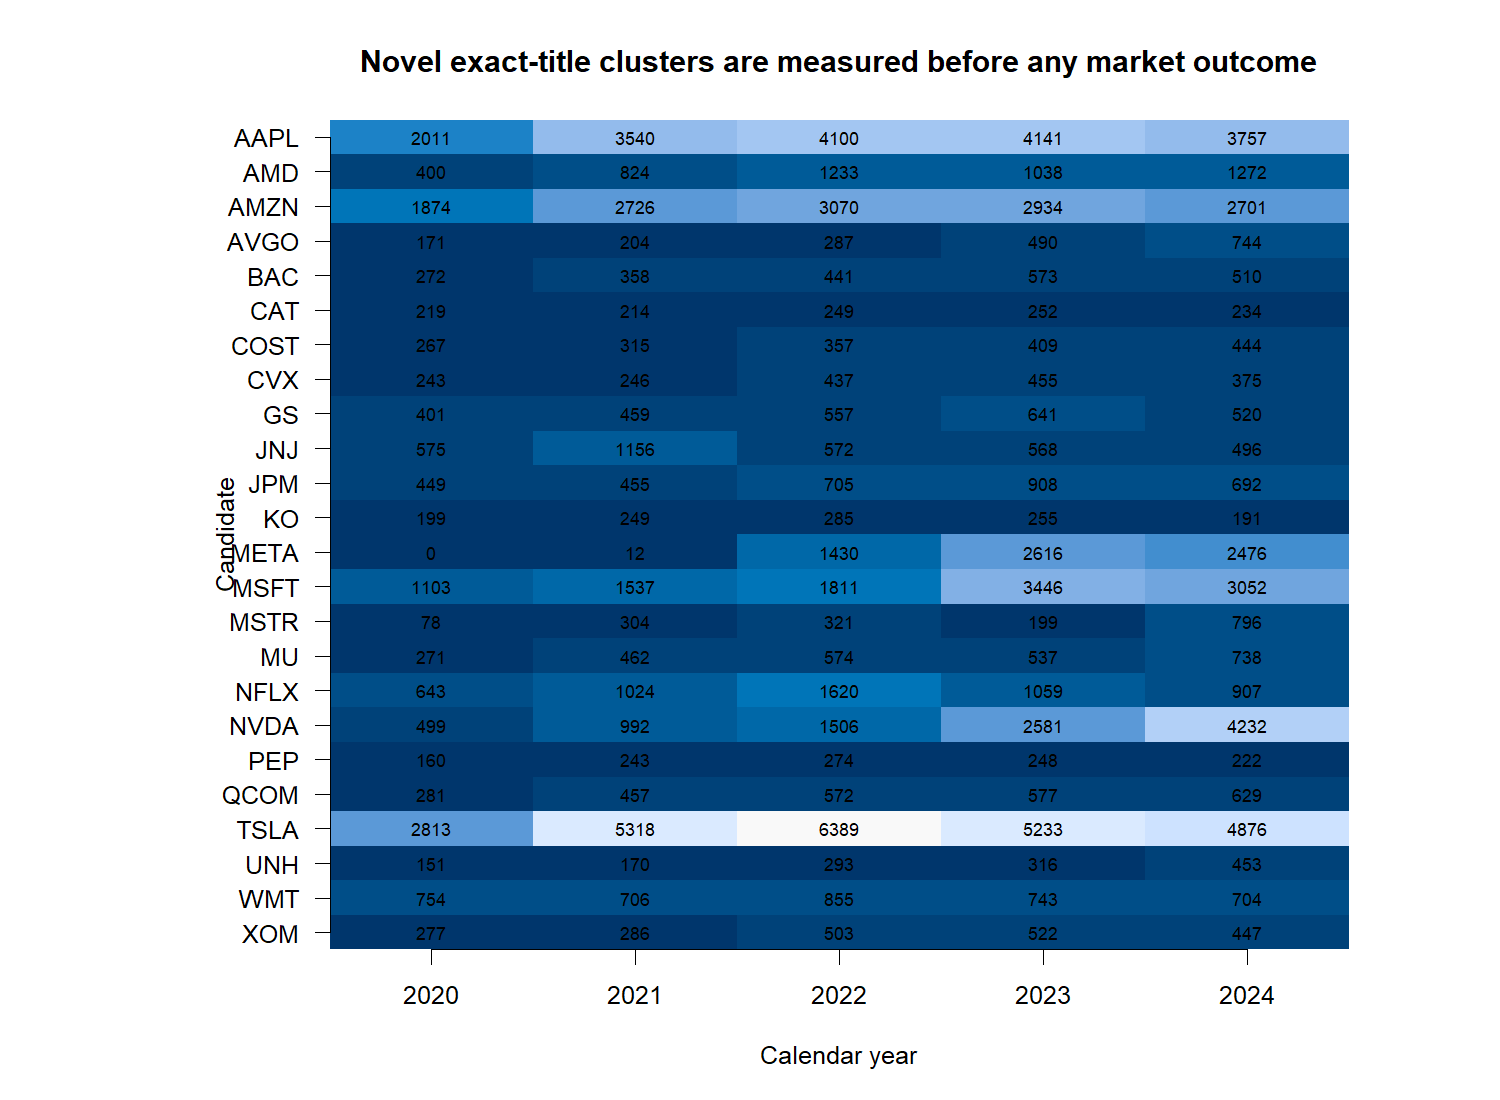 Novel exact-title clusters are measured before any market outcome
AAPL 2011 3540 4100 4141 3757
AMD 400 824 1233 1038 1272
AMZN 1874 2726 3070 2934 2701
AVGO 171 204 287 490 744
BAC 272 358 441 573 510
CAT 219 214 249 252 234
COST 267 315 357 409 444
CVX 243 246 437 455 375
GS 401 459 557 641 520
JNJ 575 1156 572 568 496
JPM 449 455 705 908 692
KO 199 249 285 255 191
META 0 12 1430 2616 2476
MSFT 1103 1537 1811 3446 3052
MSTR 78 304 321 199 796
MU 271 462 574 537 738
NFLX 643 1024 1620 1059 907
NVDA 499 992 1506 2581 4232
PEP 160 243 274 248 222
QCOM 281 457 572 577 629
TSLA 2813 5318 6389 5233 4876
UNH 151 170 293 316 453
WMT 754 706 855 743 704
XOM 277 286 503 522 447
Candidate
2020 2021 2022 2023 2024
Calendar year